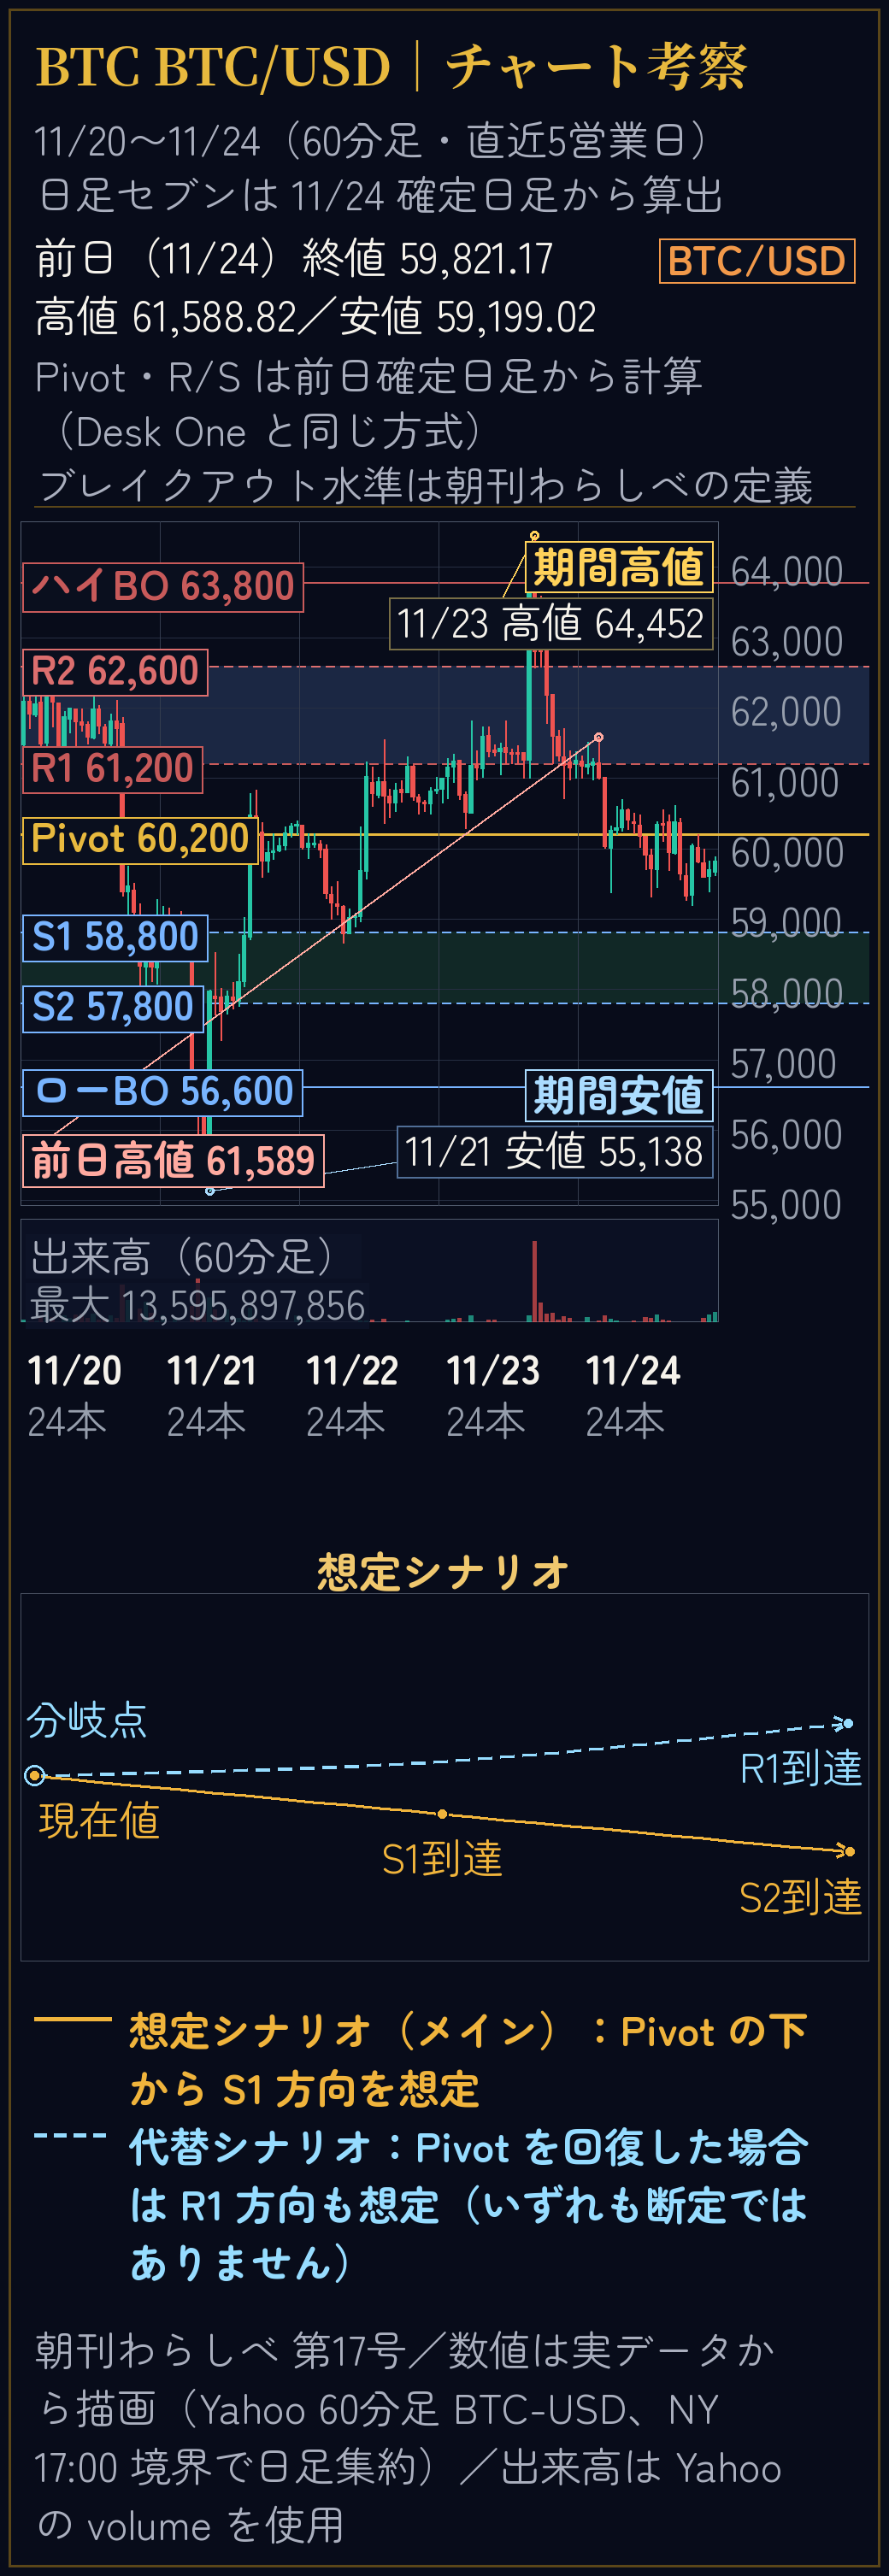 BTC BTC/USD｜チャート考察
11/20〜11/24（60分足・直近5営業日）
日足セブンは 11/24 確定日足から算出
前日（11/24）終値 59,821.17
BTC/USD
高値 61,588.82／安値 59,199.02
Pivot・R/S は前日確定日足から計算
（Desk One と同じ方式）
ブレイクアウト水準は朝刊わらしべの定義
期間高値
64,000
ハイBO 63,800
11/23 高値 64,452
63,000
R2 62,600
62,000
R1 61,200
61,000
Pivot 60,200
60,000
S1 58,800
59,000
S2 57,800
58,000
57,000
ローBO 56,600
期間安値
56,000
前日高値 61,589
11/21 安値 55,138
55,000
出来高（60分足）
最大 13,595,897,856
11/20 11/21 11/22 11/23 11/24
24本 24本 24本 24本 24本
想定シナリオ
分岐点
R1到達
現在値
S1到達
S2到達
想定シナリオ（メイン）：Pivot の下
から S1 方向を想定
代替シナリオ：Pivot を回復した場合
は R1 方向も想定（いずれも断定では
ありません）
朝刊わらしべ 第17号／数値は実データか
ら描画（Yahoo 60分足 BTC-USD、NY
17:00 境界で日足集約）／出来高は Yahoo
の volume を使用